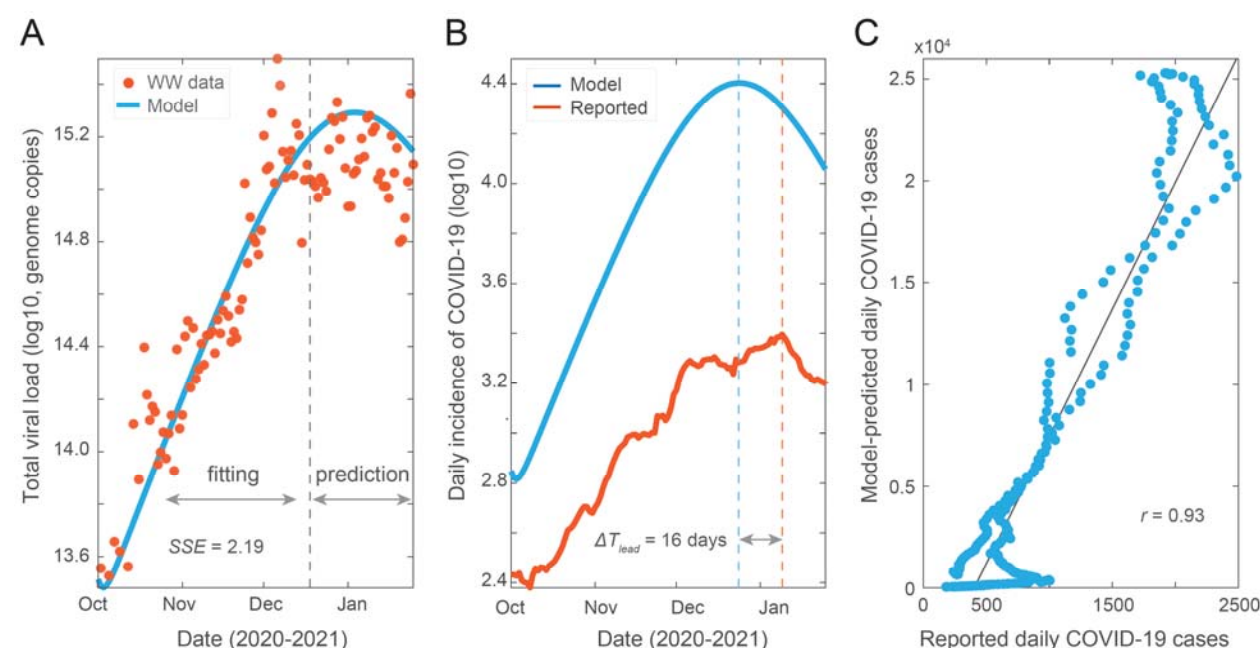 A
B
C
WW data
Model
Total viral load (log10, genome copies)
15.2
14.8
14.4
14.0
13.6
fitting
prediction
SSE = 2.19
Oct
Nov
Dec
Jan
Date (2020-2021)
Model
Reported
Daily incidence of COVID-19 (log10)
4.4
4.0
3.6
3.2
2.8
2.4
ΔTlead = 16 days
Oct
Nov
Dec
Jan
Date (2020-2021)
x10⁴
Model-predicted daily COVID-19 cases
2.5
2
1.5
1
0.5
0
r = 0.93
0
500
1500
2500
Reported daily COVID-19 cases